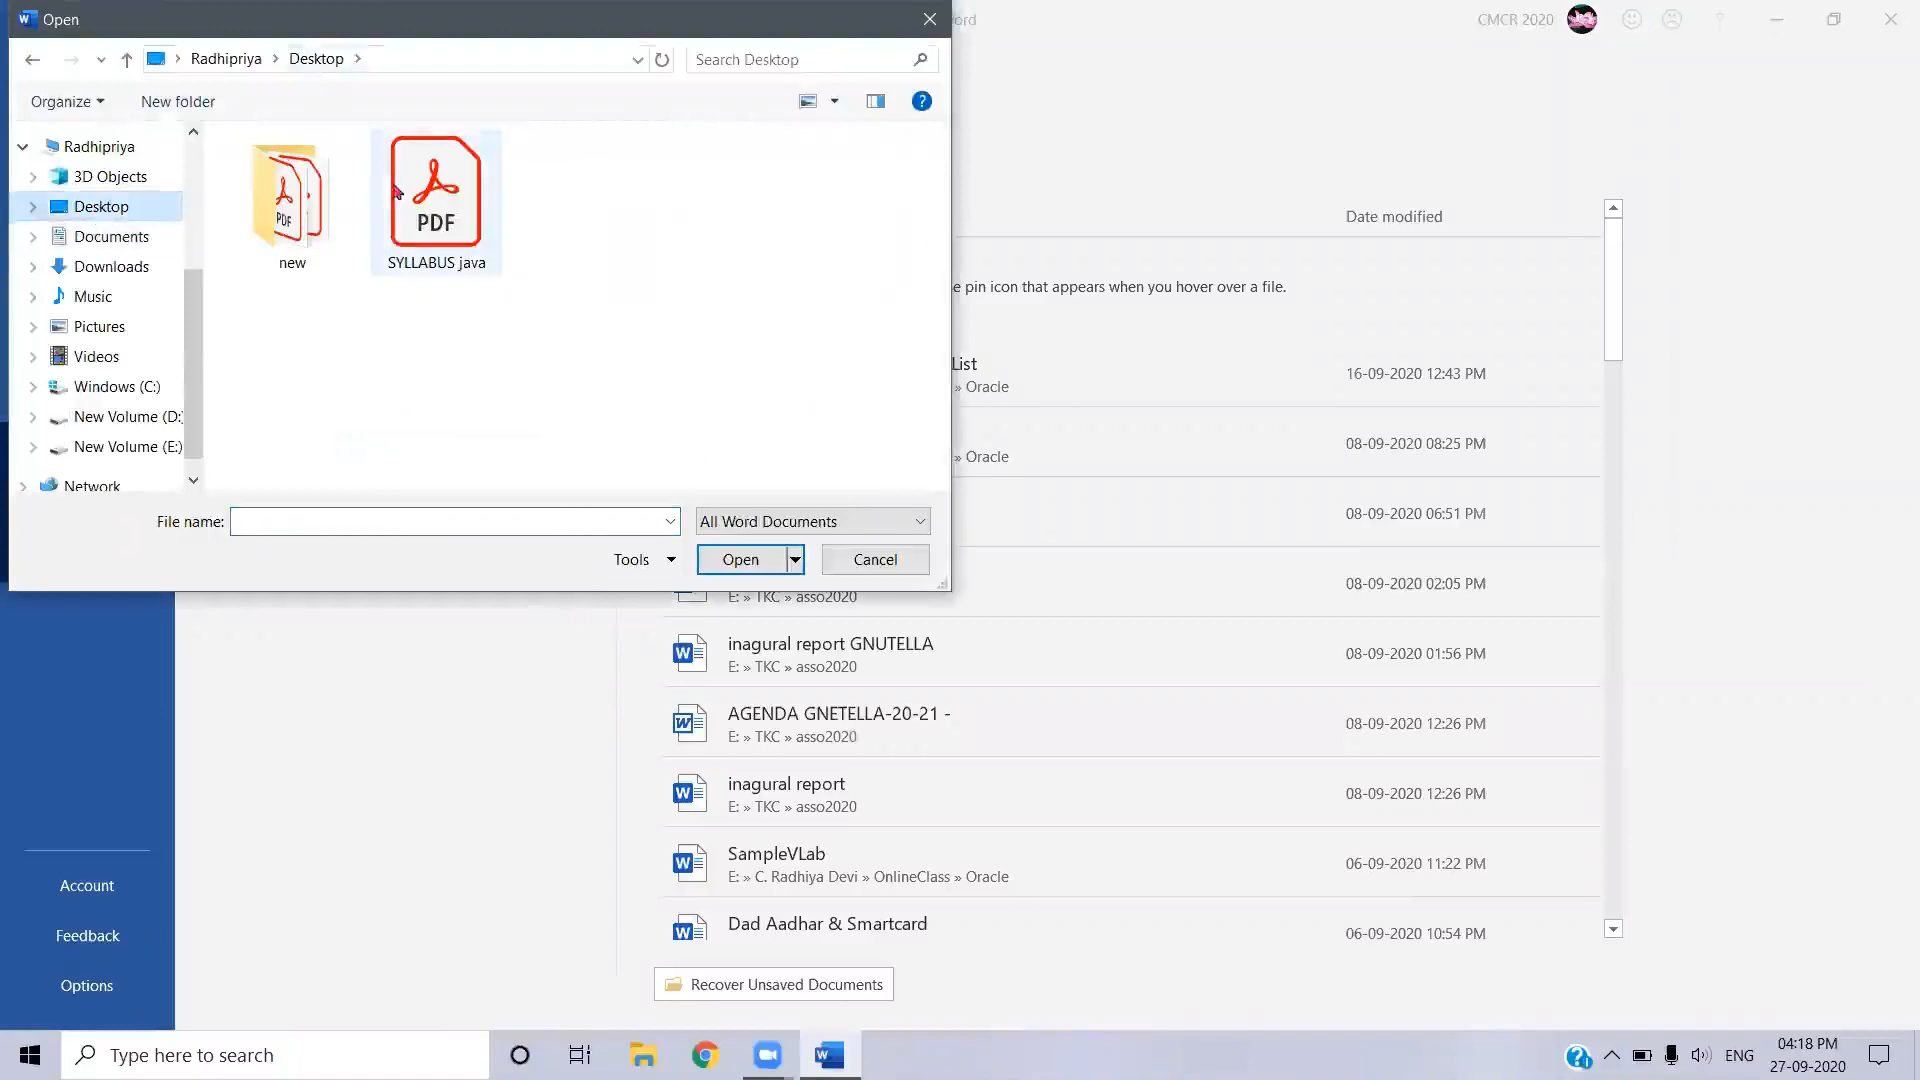 Open
ord
CMCR 2020
Radhipriya
Desktop
Search Desktop
Organize
New folder
Radhipriya
3D Objects
Desktop
Documents
Downloads
Music
Pictures
Videos
Windows (C:)
New Volume (D:)
New Volume (E:)
Network
PDF
new
PDF
SYLLABUS java
File name:
All Word Documents
Tools
Open
Cancel
Date modified
e pin icon that appears when you hover over a file.
List
» Oracle
16-09-2020 12:43 PM
» Oracle
08-09-2020 08:25 PM
08-09-2020 06:51 PM
E: » TKC » asso2020
08-09-2020 02:05 PM
inagural report GNUTELLA
E: » TKC » asso2020
08-09-2020 01:56 PM
AGENDA GNETELLA-20-21 -
E: » TKC » asso2020
08-09-2020 12:26 PM
inagural report
E: » TKC » asso2020
08-09-2020 12:26 PM
SampleVLab
E: » C. Radhiya Devi » OnlineClass » Oracle
06-09-2020 11:22 PM
Dad Aadhar & Smartcard
06-09-2020 10:54 PM
Recover Unsaved Documents
Account
Feedback
Options
Type here to search
ENG
04:18 PM
27-09-2020